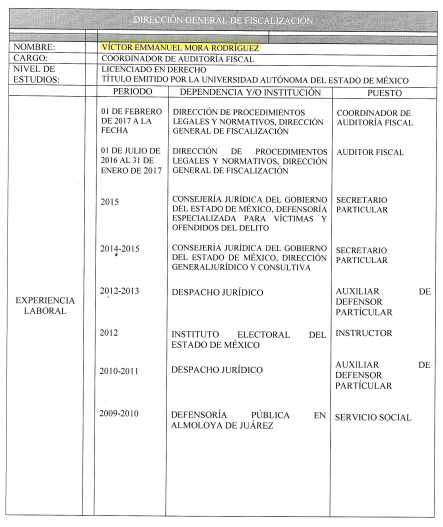 DIRECCIÓN GENERAL DE FISCALIZACIÓN
NOMBRE: VÍCTOR EMMANUEL MORA RODRÍGUEZ
CARGO: COORDINADOR DE AUDITORÍA FISCAL
NIVEL DE ESTUDIOS: LICENCIADO EN DERECHO
TÍTULO EMITIDO POR LA UNIVERSIDAD AUTÓNOMA DEL ESTADO DE MÉXICO
PERIODO DEPENDENCIA Y/O INSTITUCIÓN PUESTO
EXPERIENCIA
LABORAL
01 DE FEBRERO
DE 2017 A LA
FECHA
DIRECCIÓN DE PROCEDIMIENTOS
LEGALES Y NORMATIVOS, DIRECCIÓN
GENERAL DE FISCALIZACIÓN
COORDINADOR DE
AUDITORÍA FISCAL
01 DE JULIO DE
2016 AL 31 DE
ENERO DE 2017
DIRECCIÓN DE PROCEDIMIENTOS
LEGALES Y NORMATIVOS, DIRECCIÓN
GENERAL DE FISCALIZACIÓN
AUDITOR FISCAL
2015
CONSEJERÍA JURÍDICA DEL GOBIERNO
DEL ESTADO DE MÉXICO, DEFENSORÍA
ESPECIALIZADA PARA VÍCTIMAS Y
OFENDIDOS DEL DELITO
SECRETARIO
PARTICULAR
2014-2015
CONSEJERÍA JURÍDICA DEL GOBIERNO
DEL ESTADO DE MÉXICO, DIRECCIÓN
GENERALJURÍDICO Y CONSULTIVA
SECRETARIO
PARTICULAR
2012-2013
DESPACHO JURÍDICO
AUXILIAR DE
DEFENSOR
PARTÍCULAR
2012
INSTITUTO ELECTORAL DEL
ESTADO DE MÉXICO
INSTRUCTOR
2010-2011
DESPACHO JURÍDICO
AUXILIAR DE
DEFENSOR
PARTÍCULAR
2009-2010
DEFENSORÍA PÚBLICA EN
ALMOLOYA DE JUÁREZ
SERVICIO SOCIAL